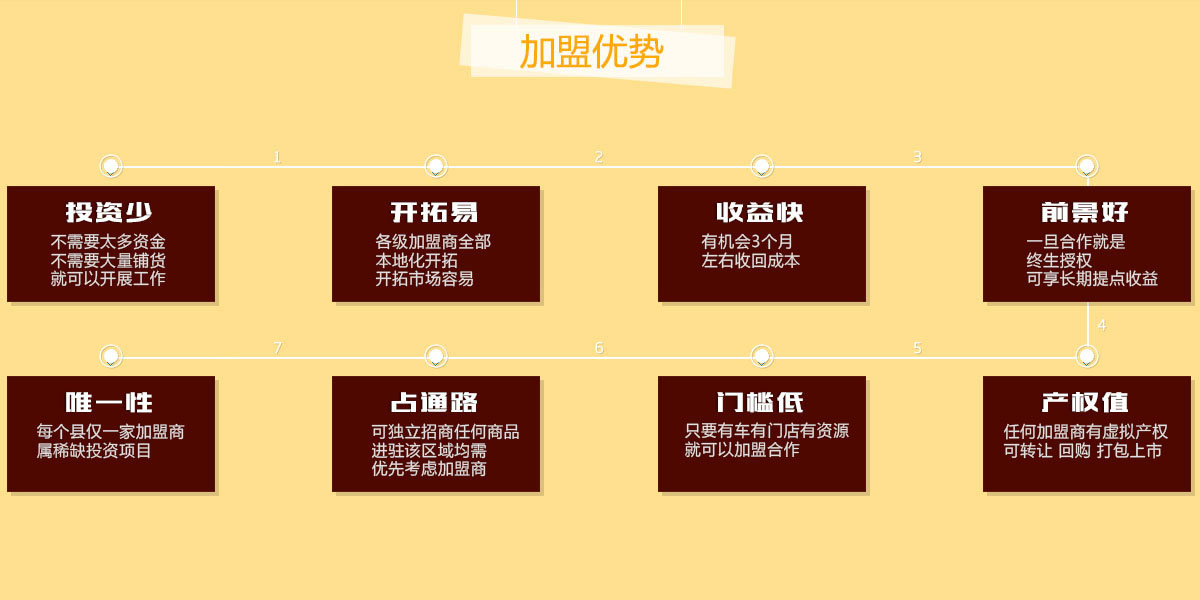 加盟优势
1
2
3
投资少
不需要太多资金
不需要大量铺货
就可以开展工作
开拓易
各级加盟商全部
本地化开拓
开拓市场容易
收益快
有机会3个月
左右收回成本
前景好
一旦合作就是
终生授权
可享长期提点收益
4
7
6
5
唯一性
每个县仅一家加盟商
属稀缺投资项目
占通路
可独立招商任何商品
进驻该区域均需
优先考虑加盟商
门槛低
只要有车有门店有资源
就可以加盟合作
产权值
任何加盟商有虚拟产权
可转让 回购 打包上市